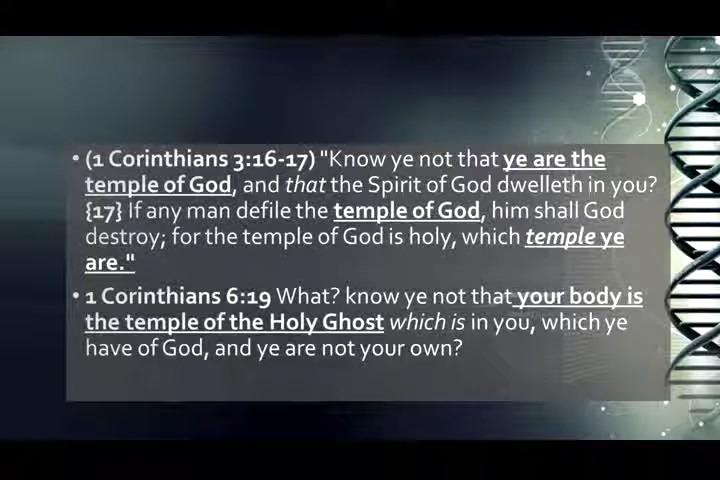 • (1 Corinthians 3:16-17) "Know ye not that ye are the
temple of God, and that the Spirit of God dwelleth in you?
{17} If any man defile the temple of God, him shall God
destroy; for the temple of God is holy, which temple ye
are."
• 1 Corinthians 6:19 What? know ye not that your body is
the temple of the Holy Ghost which is in you, which ye
have of God, and ye are not your own?